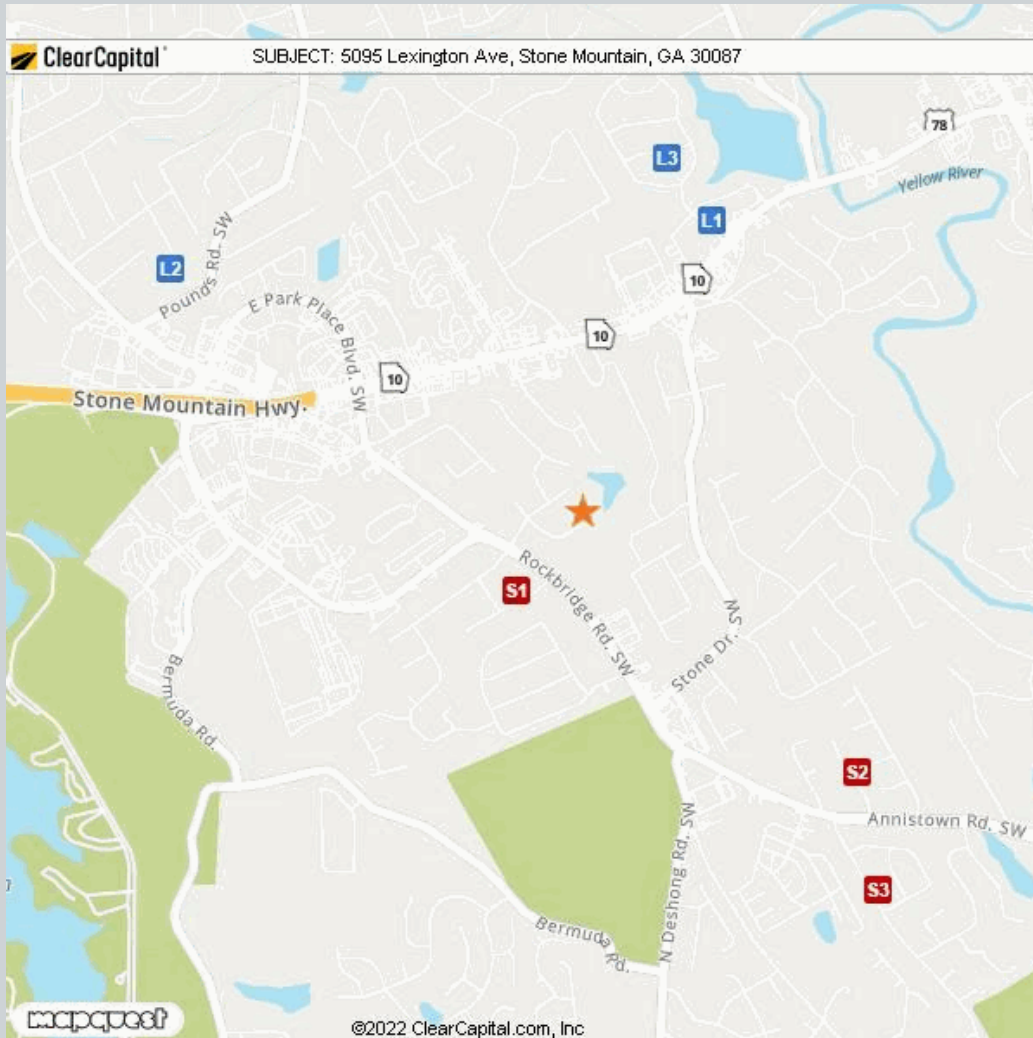 ClearCapital
SUBJECT: 5095 Lexington Ave, Stone Mountain, GA 30087
78
L3
Yellow River
L1
Pounds Rd. SW
L2
10
E Park Place Blvd. SW
10
10
Stone Mountain Hwy.
Rockbridge Rd. SW
S1
Stone Dr. SW
Bermuda Rd.
S2
Annistown Rd. SW
N Deshong Rd. SW
S3
Bermuda Rd.
mapquest
©2022 ClearCapital.com, Inc